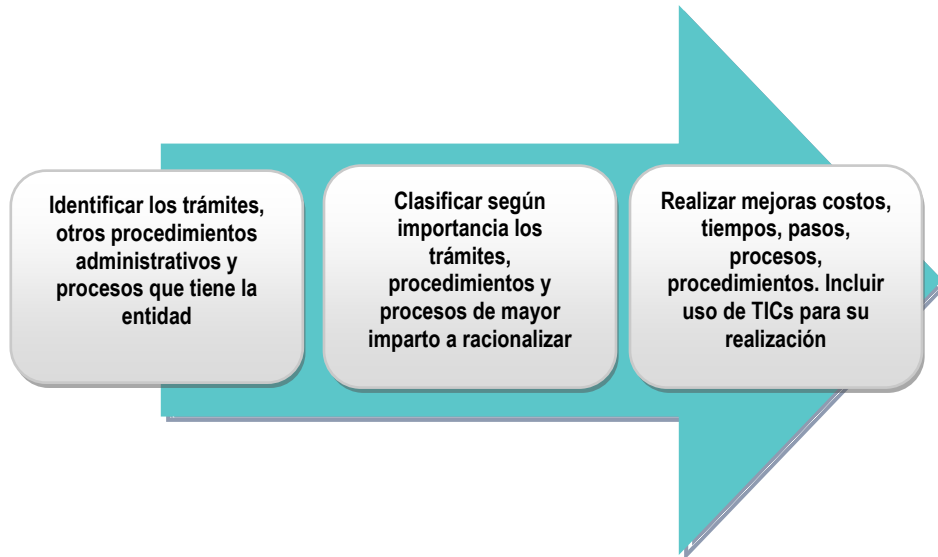 Identificar los trámites,
otros procedimientos
administrativos y
procesos que tiene la
entidad
Clasificar según
importancia los
trámites,
procedimientos y
procesos de mayor
imparto a racionalizar
Realizar mejoras costos,
tiempos, pasos,
procesos,
procedimientos. Incluir
uso de TICs para su
realización